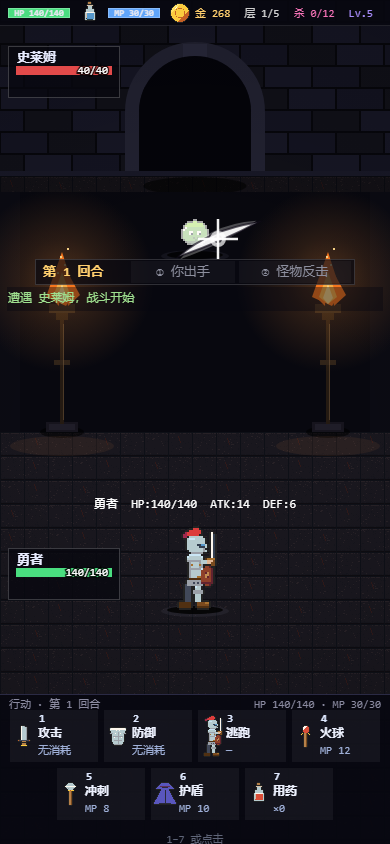 HP 140/140 MP 30/30 金 268 层 1/5 杀 0/12 Lv.5
史莱姆
40/40
第 1 回合 ① 你出手 ② 怪物反击
遭遇 史莱姆，战斗开始
勇者 HP:140/140 ATK:14 DEF:6
勇者
140/140
行动 · 第 1 回合 HP 140/140 · MP 30/30
1 攻击 无消耗
2 防御 无消耗
3 逃跑 —
4 火球 MP 12
5 冲刺 MP 8
6 护盾 MP 10
7 用药 ×0
1-7 或点击